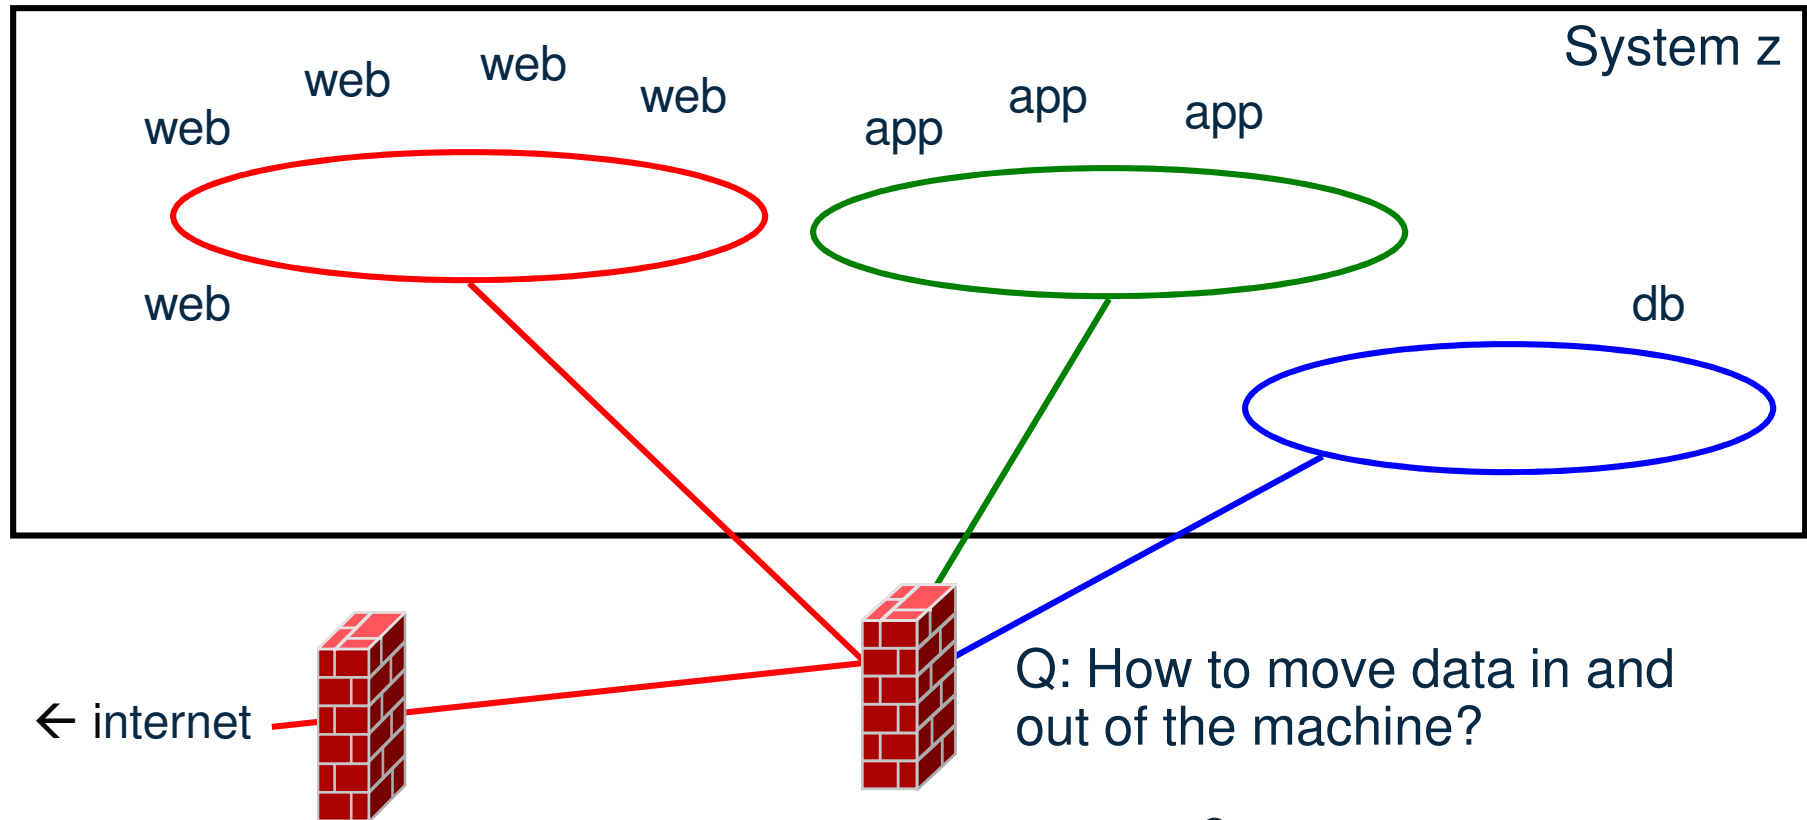 System z
web
web
web
web
app
app
app
web
db
Q: How to move data in and
out of the machine?
← internet